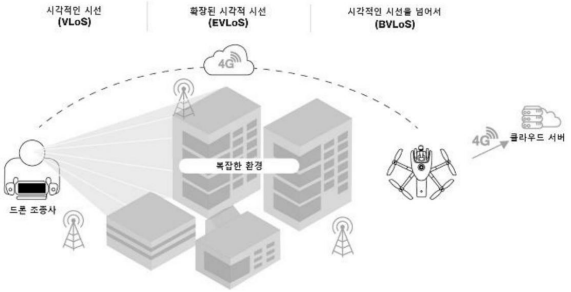 시각적인 시선
(VLoS)
확장된 시각적 시선
(EVLoS)
시각적인 시선을 넘어서
(BVLoS)
4G
복잡한 환경
4G
클라우드 서버
드론 조종사